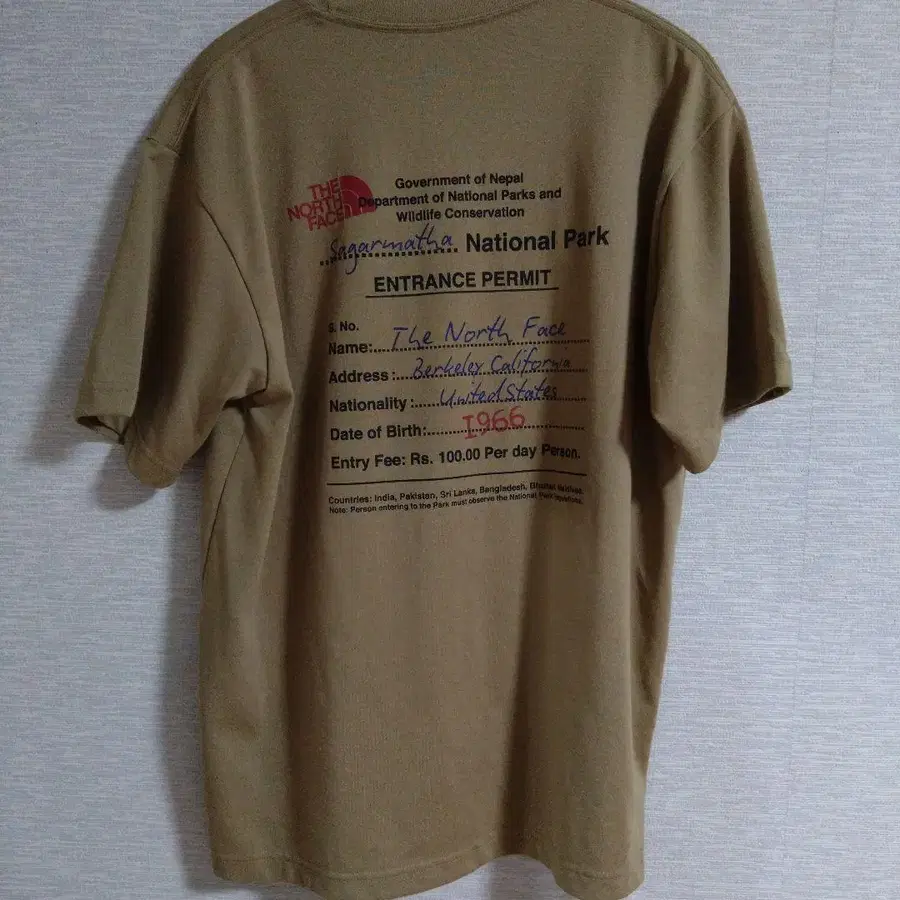 THE
NORTH
FACE
Government of Nepal
Department of National Parks and
Wildlife Conservation
Sagarmatha National Park
ENTRANCE PERMIT
S. No.
Name: The North Face
Address: Berkeley California
Nationality: United States
Date of Birth: 1966
Entry Fee: Rs. 100.00 Per day Person.
Countries: India, Pakistan, Sri Lanka, Bangladesh, Bhutan Maldives.
Note: Person entering to the Park must observe the National Park